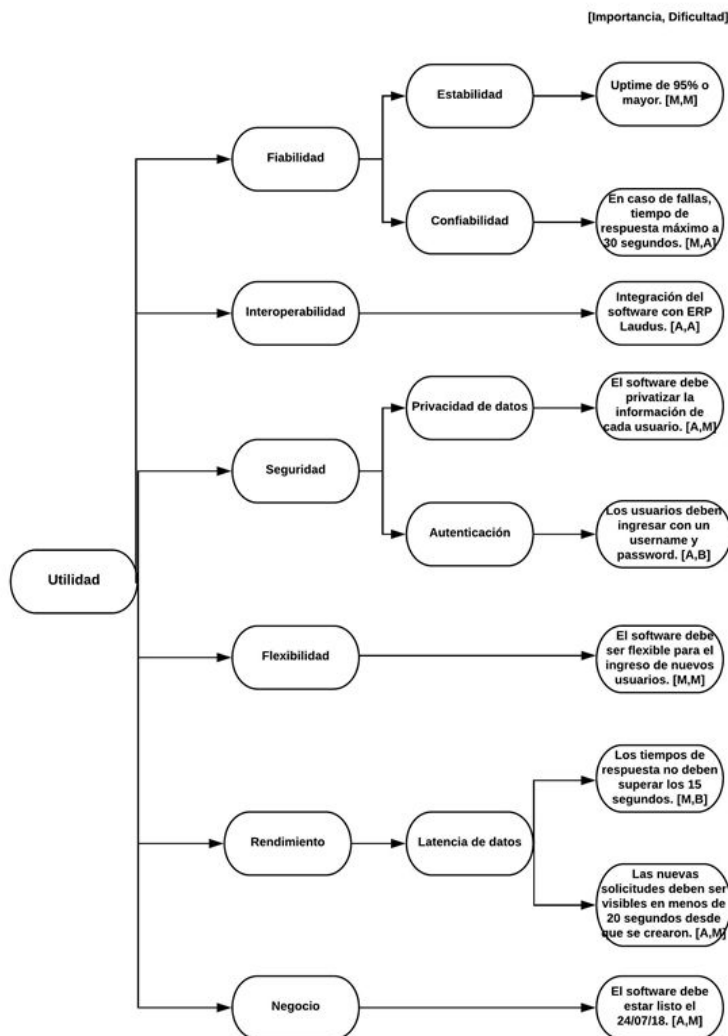 [Importancia, Dificultad]
Estabilidad
Uptime de 95% o
mayor. [M,M]
Fiabilidad
Confiabilidad
En caso de fallas,
tiempo de
respuesta máximo a
30 segundos. [M,A]
Interoperabilidad
Integración del
software con ERP
Laudus. [A,A]
Privacidad de datos
El software debe
privatizar la
información de
cada usuario. [A,M]
Seguridad
Autenticación
Los usuarios deben
ingresar con un
username y
password. [A,B]
Utilidad
Flexibilidad
El software debe
ser flexible para el
ingreso de nuevos
usuarios. [M,M]
Los tiempos de
respuesta no deben
superar los 15
segundos. [M,B]
Rendimiento
Latencia de datos
Las nuevas
solicitudes deben ser
visibles en menos de
20 segundos desde
que se crearon. [A,M]
Negocio
El software debe
estar listo el
24/07/18. [A,M]